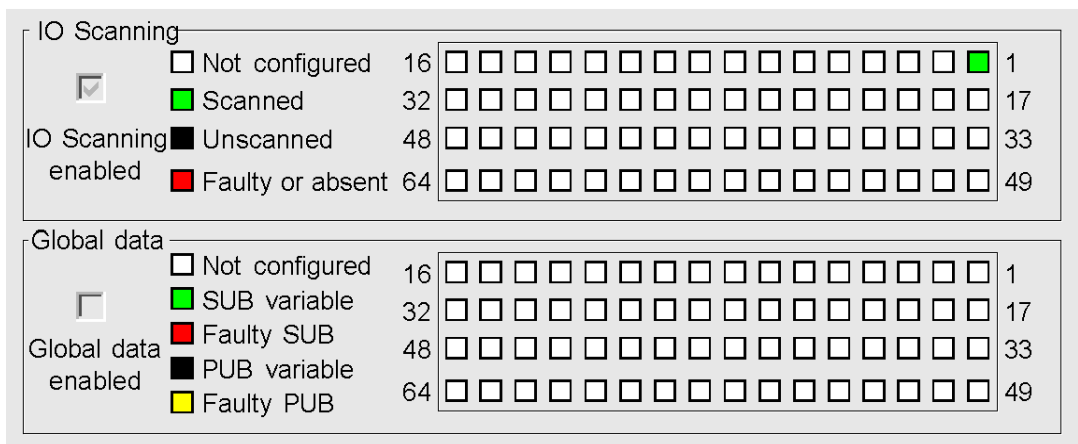 IO Scanning
Not configured 16 1
Scanned 32 17
IO Scanning Unscanned 48 33
enabled Faulty or absent 64 49
Global data
Not configured 16 1
SUB variable 32 17
Faulty SUB
Global data 48 33
enabled PUB variable
Faulty PUB 64 49